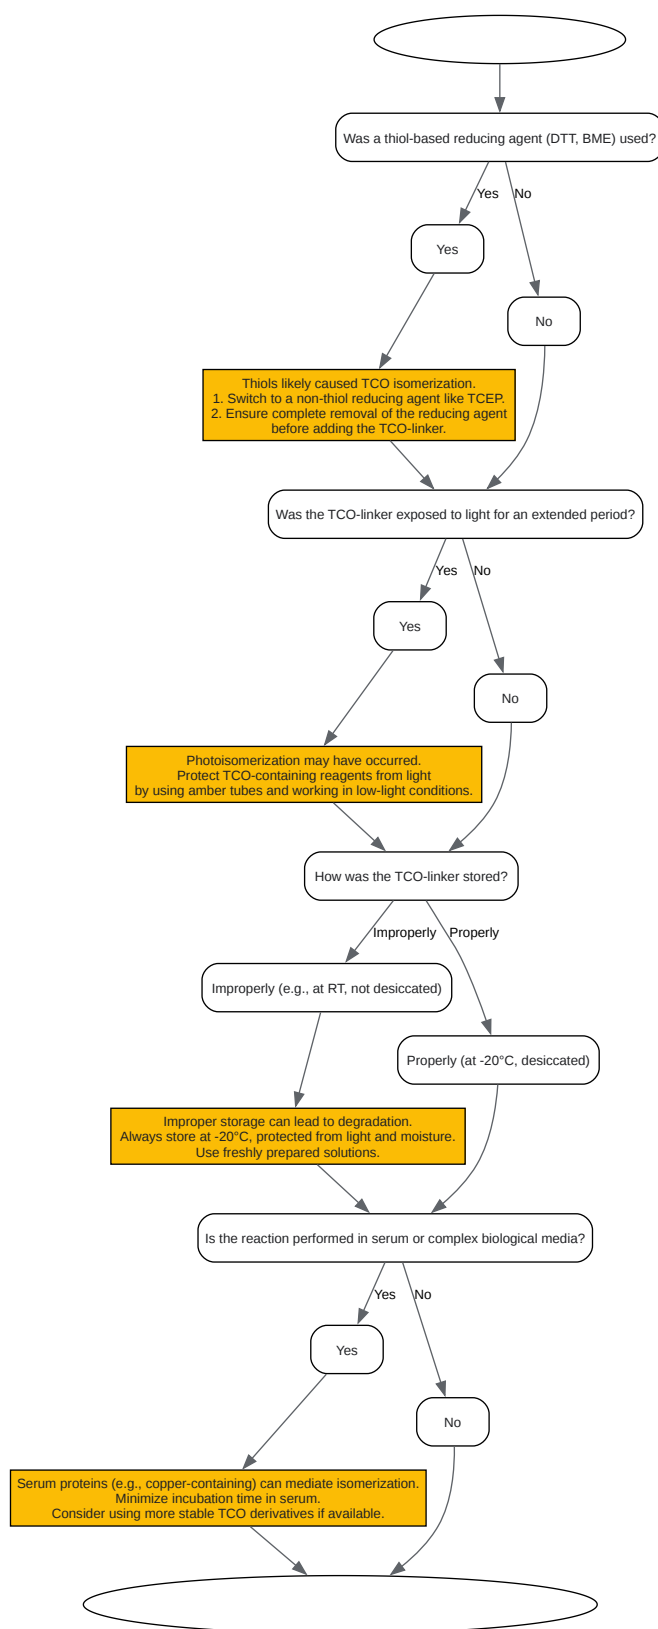 Was a thiol-based reducing agent (DTT, BME) used?
Yes
No
Yes
No
Thiols likely caused TCO isomerization.
1. Switch to a non-thiol reducing agent like TCEP.
2. Ensure complete removal of the reducing agent
before adding the TCO-linker.
Was the TCO-linker exposed to light for an extended period?
Yes
No
Yes
No
Photoisomerization may have occurred.
Protect TCO-containing reagents from light
by using amber tubes and working in low-light conditions.
How was the TCO-linker stored?
Improperly
Properly
Improperly (e.g., at RT, not desiccated)
Properly (at -20°C, desiccated)
Improper storage can lead to degradation.
Always store at -20°C, protected from light and moisture.
Use freshly prepared solutions.
Is the reaction performed in serum or complex biological media?
Yes
No
Yes
No
Serum proteins (e.g., copper-containing) can mediate isomerization.
Minimize incubation time in serum.
Consider using more stable TCO derivatives if available.